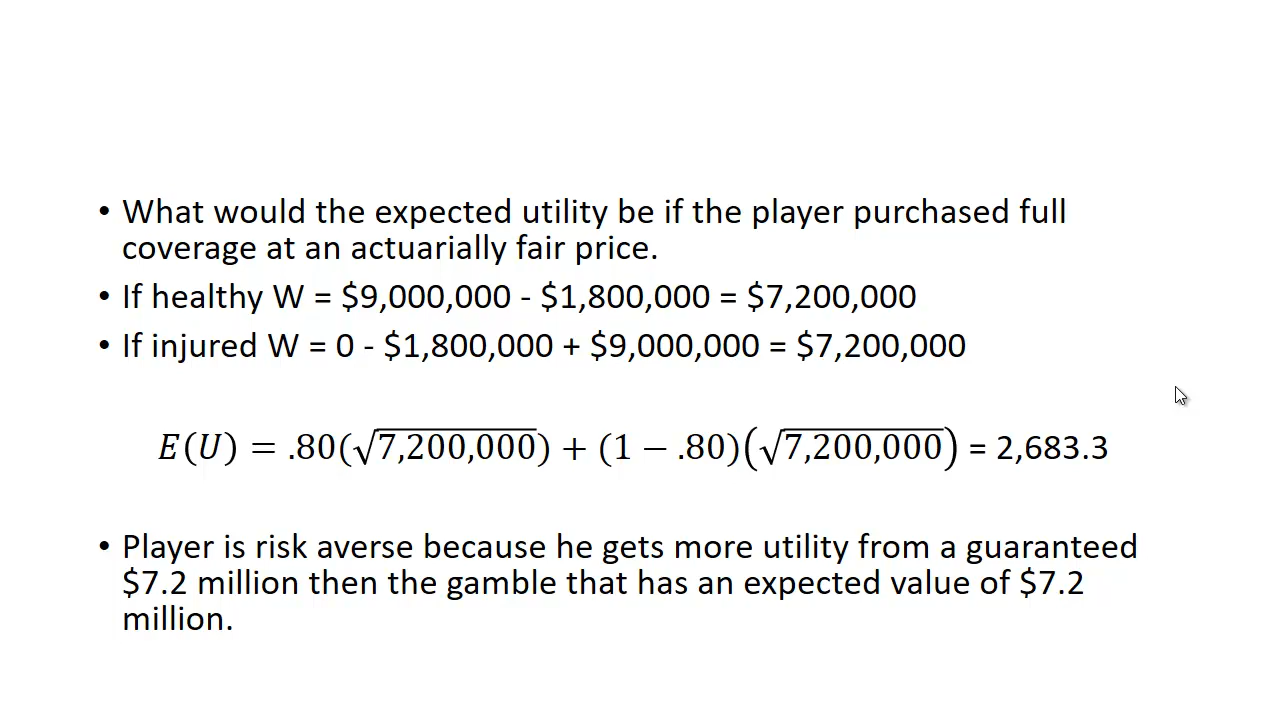 • What would the expected utility be if the player purchased full
coverage at an actuarially fair price.
• If healthy W = $9,000,000 - $1,800,000 = $7,200,000
• If injured W = 0 - $1,800,000 + $9,000,000 = $7,200,000
E(U) = .80(√7,200,000) + (1 − .80)(√7,200,000) = 2,683.3
• Player is risk averse because he gets more utility from a guaranteed
$7.2 million then the gamble that has an expected value of $7.2
million.